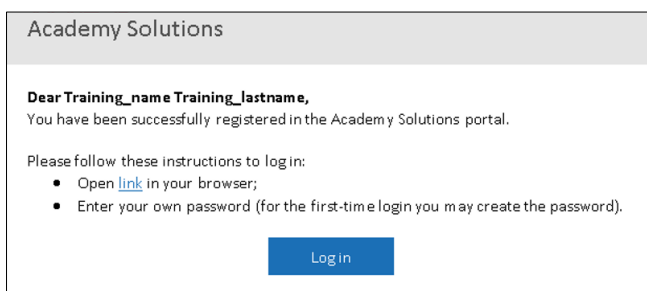 Academy Solutions
Dear Training_name Training_lastname,
You have been successfully registered in the Academy Solutions portal.
Please follow these instructions to log in:
• Open link in your browser;
• Enter your own password (for the first-time login you may create the password).
Log in